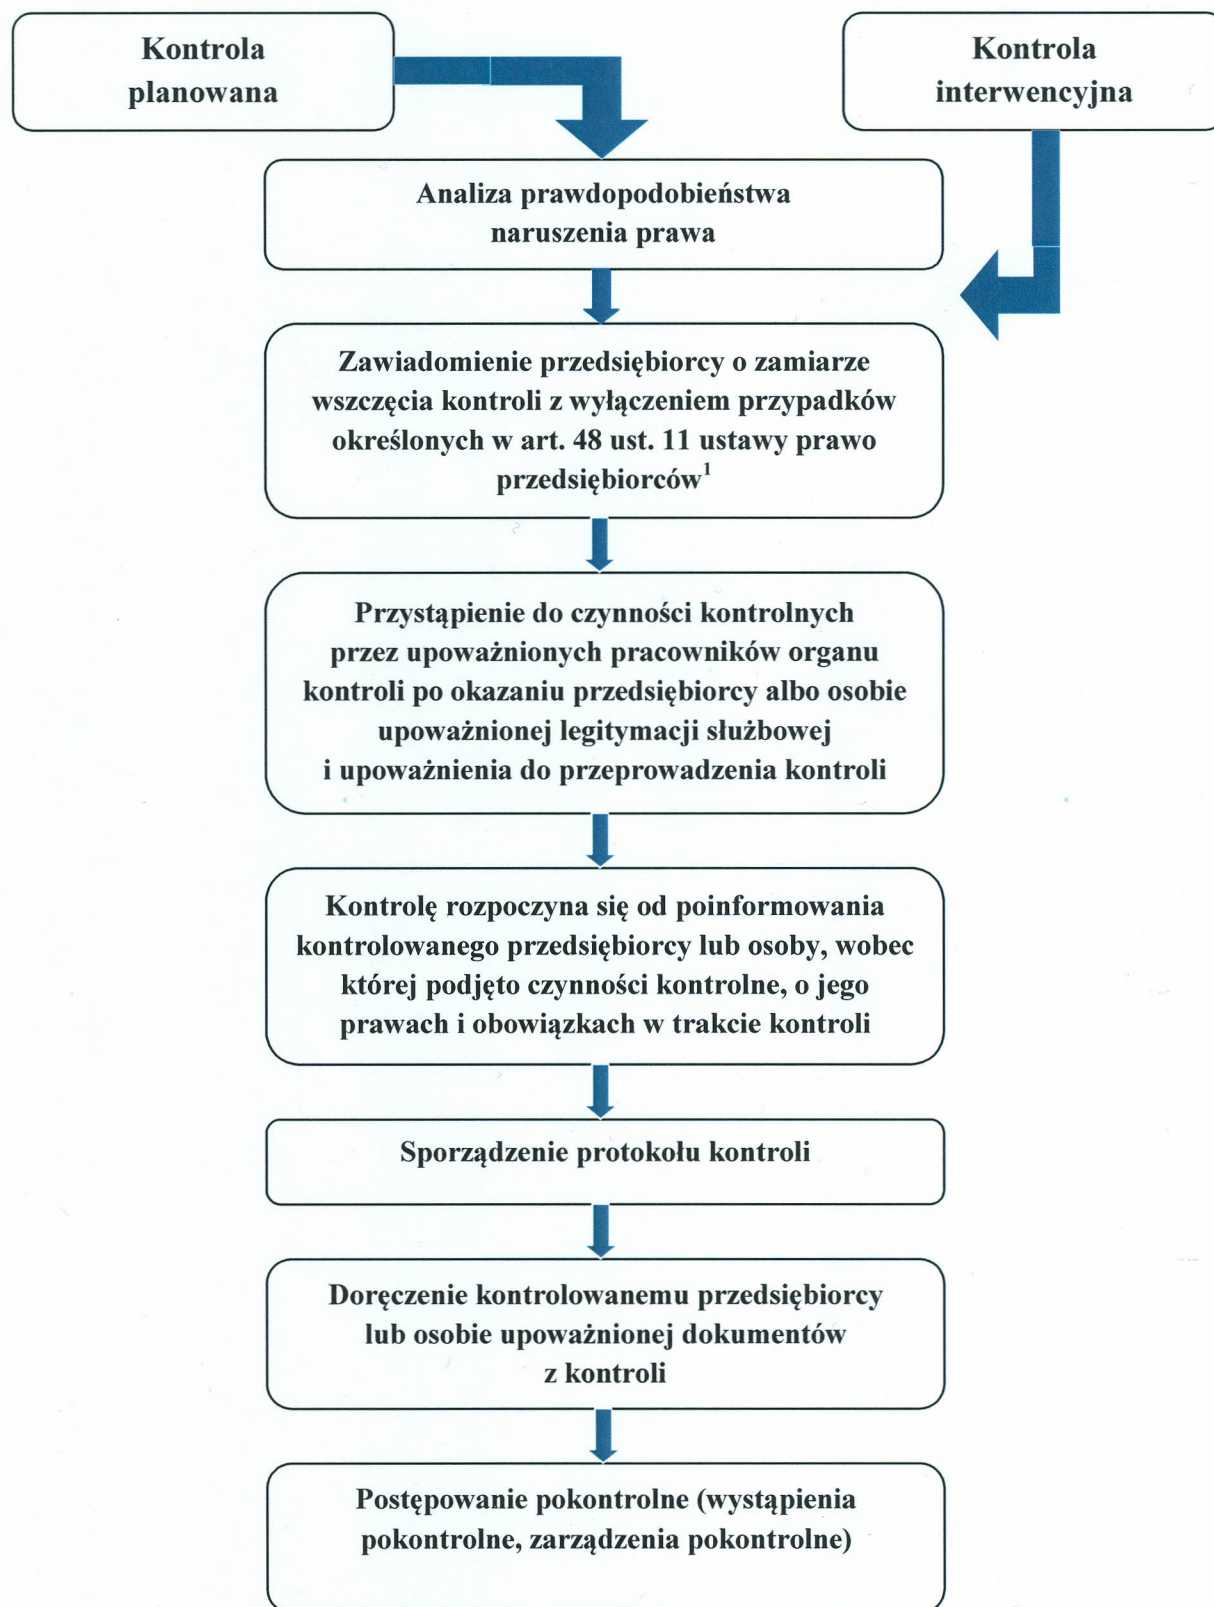 Kontrola
planowana
Kontrola
interwencyjna
Analiza prawdopodobieństwa
naruszenia prawa
Zawiadomienie przedsiębiorcy o zamiarze
wszczęcia kontroli z wyłączeniem przypadków
określonych w art. 48 ust. 11 ustawy prawo
przedsiębiorców¹
Przystąpienie do czynności kontrolnych
przez upoważnionych pracowników organu
kontroli po okazaniu przedsiębiorcy albo osobie
upoważnionej legitymacji służbowej
i upoważnienia do przeprowadzenia kontroli
Kontrolę rozpoczyna się od poinformowania
kontrolowanego przedsiębiorcy lub osoby, wobec
której podjęto czynności kontrolne, o jego
prawach i obowiązkach w trakcie kontroli
Sporządzenie protokołu kontroli
Doręczenie kontrolowanemu przedsiębiorcy
lub osobie upoważnionej dokumentów
z kontroli
Postępowanie pokontrolne (wystąpienia
pokontrolne, zarządzenia pokontrolne)